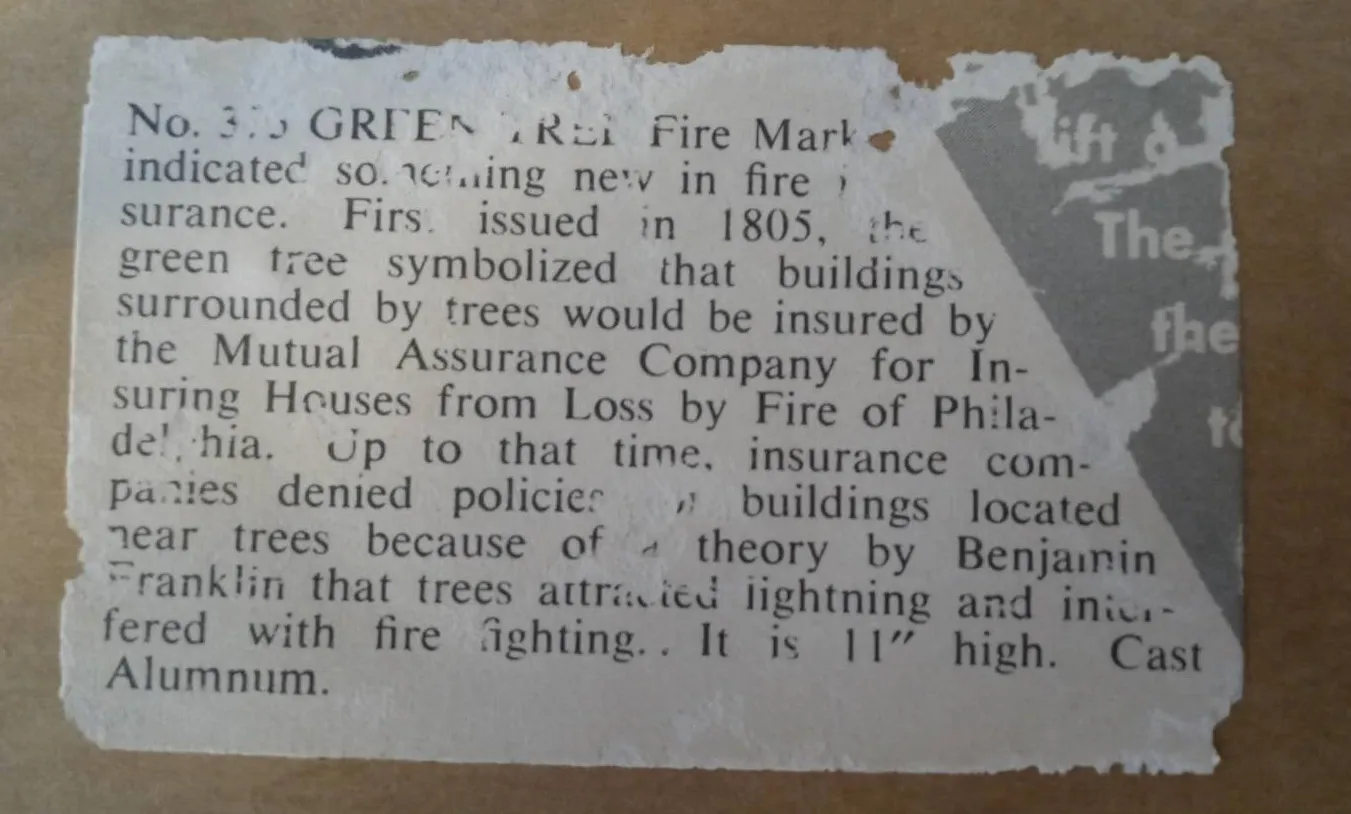 No. GREEN TREE Fire Mark
indicated something new in fire
surance. First issued in 1805, the
green tree symbolized that buildings
surrounded by trees would be insured by
the Mutual Assurance Company for In-
suring Houses from Loss by Fire of Phila-
delphia. Up to that time, insurance com-
panies denied policies buildings located
near trees because of a theory by Benjamin
Franklin that trees attracted lightning and inter-
fered with fire fighting. . It is 11" high. Cast
Alumnum.
The
the